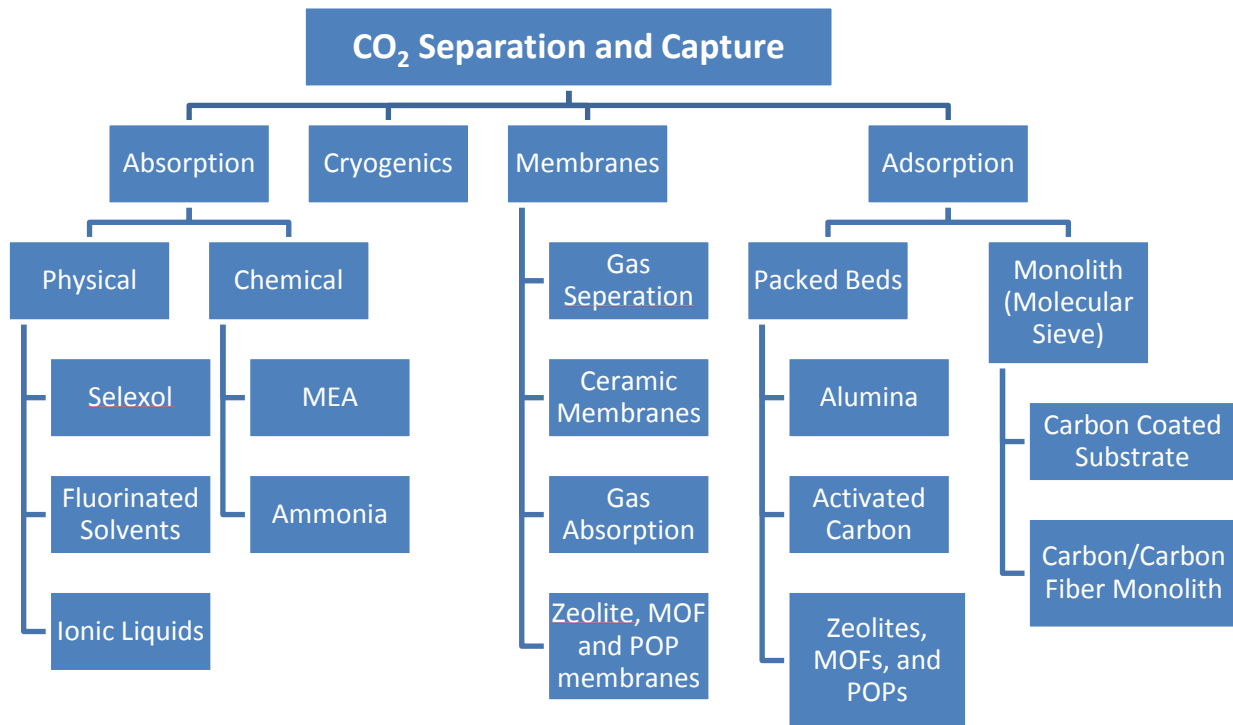 CO₂ Separation and Capture
Absorption
Cryogenics
Membranes
Adsorption
Physical
Chemical
Selexol
Fluorinated
Solvents
Ionic Liquids
MEA
Ammonia
Gas
Seperation
Ceramic
Membranes
Gas
Absorption
Zeolite, MOF
and POP
membranes
Packed Beds
Alumina
Activated
Carbon
Zeolites,
MOFs, and
POPs
Monolith
(Molecular
Sieve)
Carbon Coated
Substrate
Carbon/Carbon
Fiber Monolith